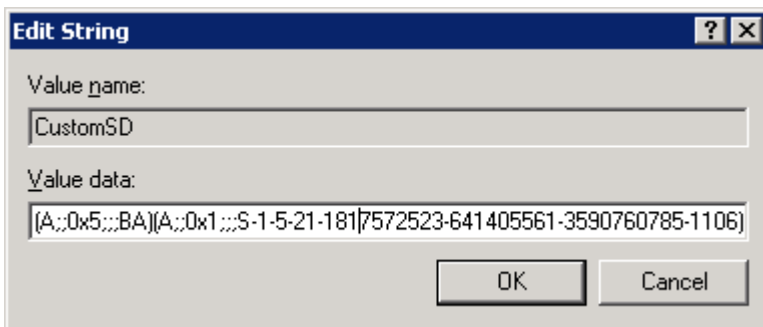 Edit String
Value name:
CustomSD
Value data:
(A;;0x5;;;BA)(A;;0x1;;;S-1-5-21-1817572523-641405561-3590760785-1106)
OK Cancel